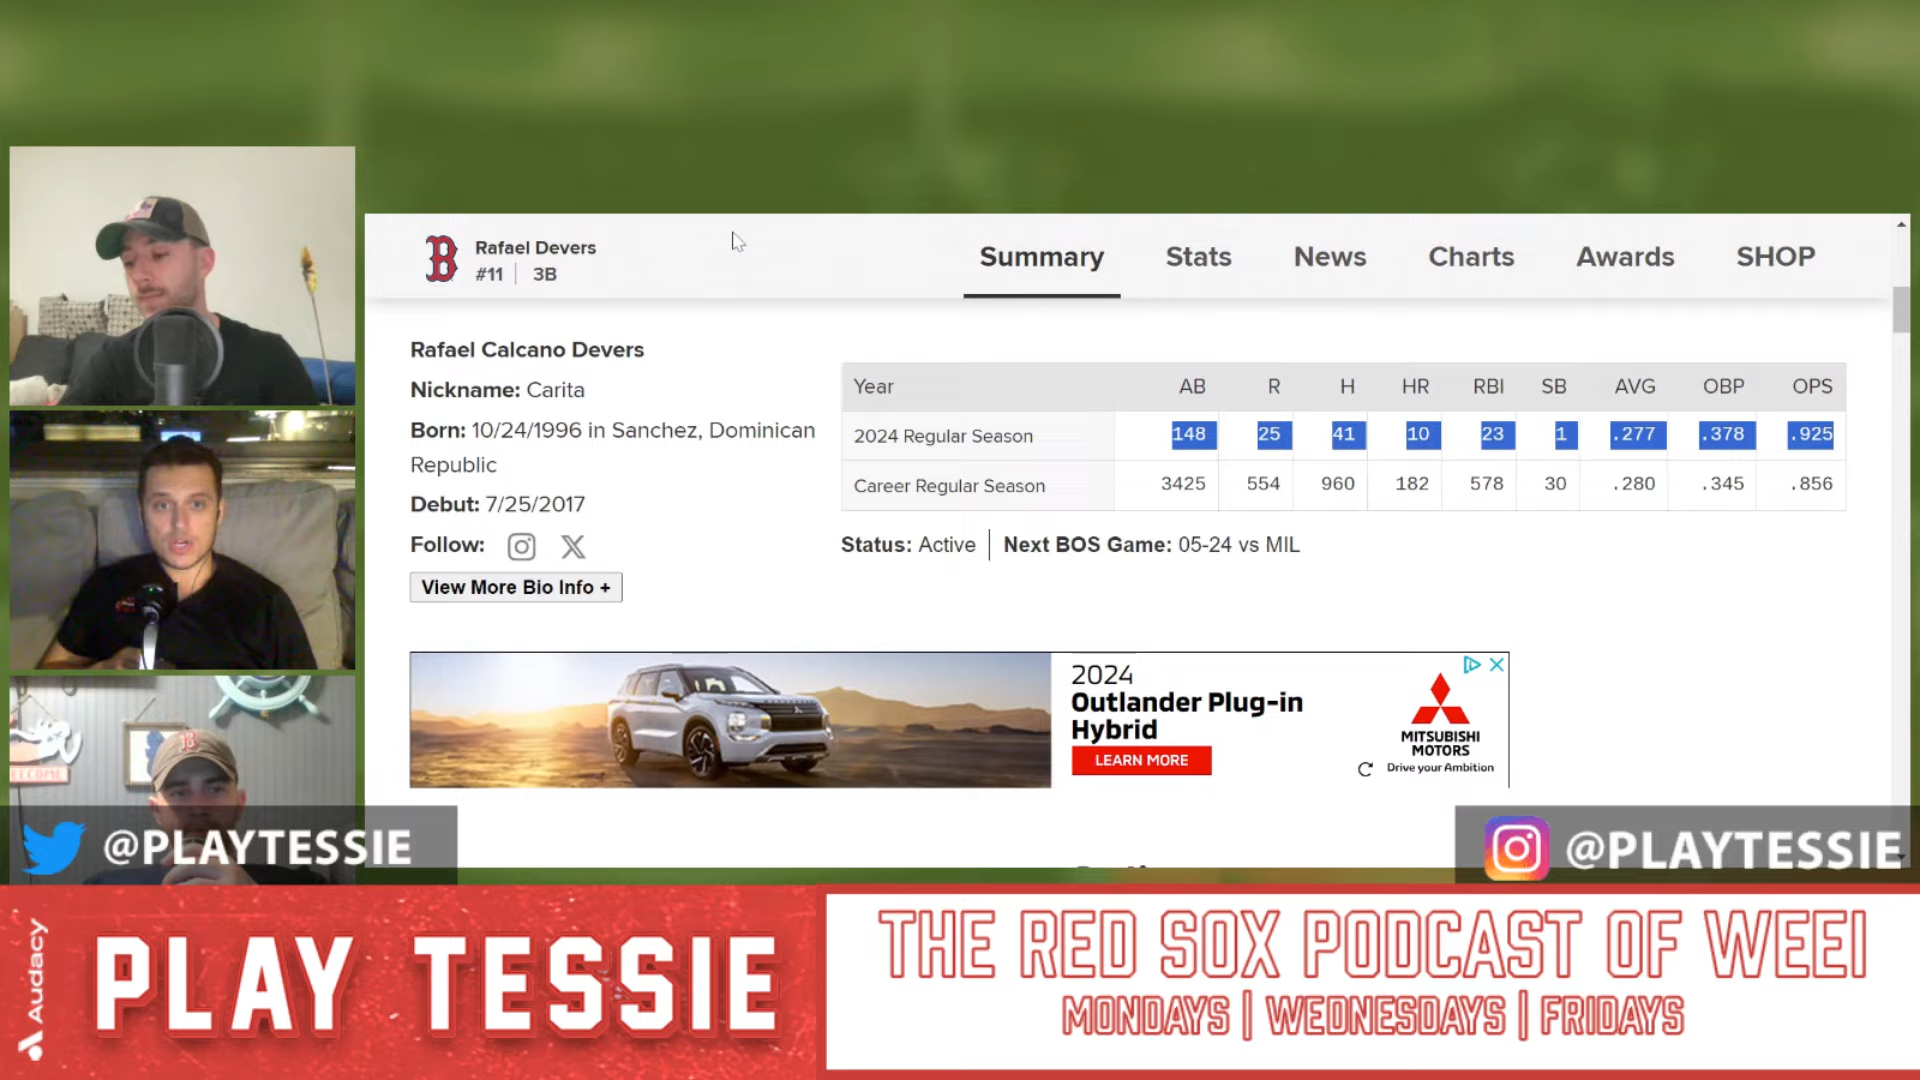 Rafael Devers
#11 | 3B
Summary Stats News Charts Awards SHOP
Rafael Calcano Devers
Nickname: Carita
Born: 10/24/1996 in Sanchez, Dominican
Republic
Debut: 7/25/2017
Follow:
View More Bio Info +
Year AB R H HR RBI SB AVG OBP OPS
2024 Regular Season 148 25 41 10 23 1 .277 .378 .925
Career Regular Season 3425 554 960 182 578 30 .280 .345 .856
Status: Active | Next BOS Game: 05-24 vs MIL
2024
Outlander Plug-in
Hybrid
LEARN MORE
MITSUBISHI
MOTORS
Drive your Ambition
@PLAYTESSIE
@PLAYTESSIE
Audacy
PLAY TESSIE
THE RED SOX PODCAST OF WEEI
MONDAYS | WEDNESDAYS | FRIDAYS